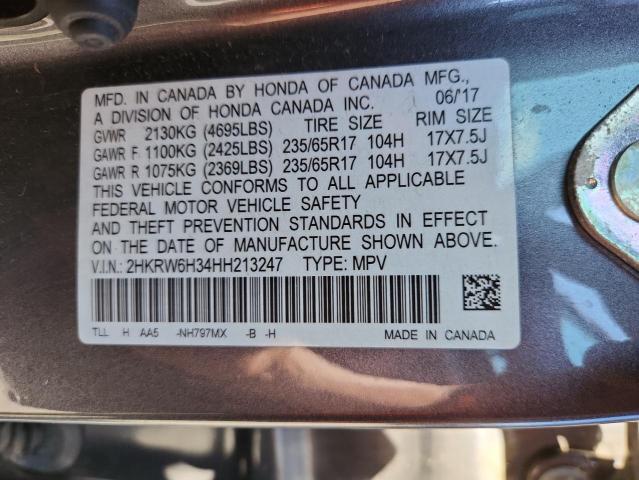 MFD. IN CANADA BY HONDA OF CANADA MFG.,
A DIVISION OF HONDA CANADA INC. 06/'17
GVWR 2130KG (4695LBS) TIRE SIZE RIM SIZE
GAWR F 1100KG (2425LBS) 235/65R17 104H 17X7.5J
GAWR R 1075KG (2369LBS) 235/65R17 104H 17X7.5J
THIS VEHICLE CONFORMS TO ALL APPLICABLE
FEDERAL MOTOR VEHICLE SAFETY
AND THEFT PREVENTION STANDARDS IN EFFECT
ON THE DATE OF MANUFACTURE SHOWN ABOVE.
V.I.N.: 2HKRW6H34HH213247 TYPE: MPV
TLL H AA5 -NH797MX -B -H MADE IN CANADA